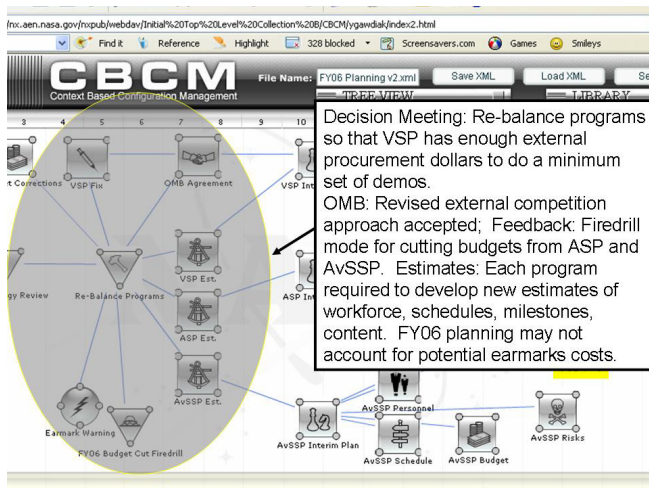 /nx.aen.nasa.gov/nxpub/webdav/Initial%20Top%20Level%20Collection%20B/CBCM/ygawdiak/index2.html
Find it Reference Highlight 328 blocked Screensavers.com Games Smileys
CBCM
Context Based Configuration Management
File Name: FY06 Planning v2.xml Save XML Load XML Se
TREE VIEW LIBRARY
3 4 5 6 7 8 9 10
Decision Meeting: Re-balance programs
so that VSP has enough external
procurement dollars to do a minimum
set of demos.
OMB: Revised external competition
approach accepted; Feedback: Firedrill
mode for cutting budgets from ASP and
AvSSP. Estimates: Each program
required to develop new estimates of
workforce, schedules, milestones,
content. FY06 planning may not
account for potential earmarks costs.
t Corrections
VSP Fix
OMB Agreement
VSP Int
VSP Est.
gy Review
Re-Balance Programs
ASP Int
ASP Est.
AvSSP Est.
AvSSP Personnel
Earmark Warning
FY06 Budget Cut Firedrill
AvSSP Interim Plan
AvSSP Schedule
AvSSP Budget
AvSSP Risks